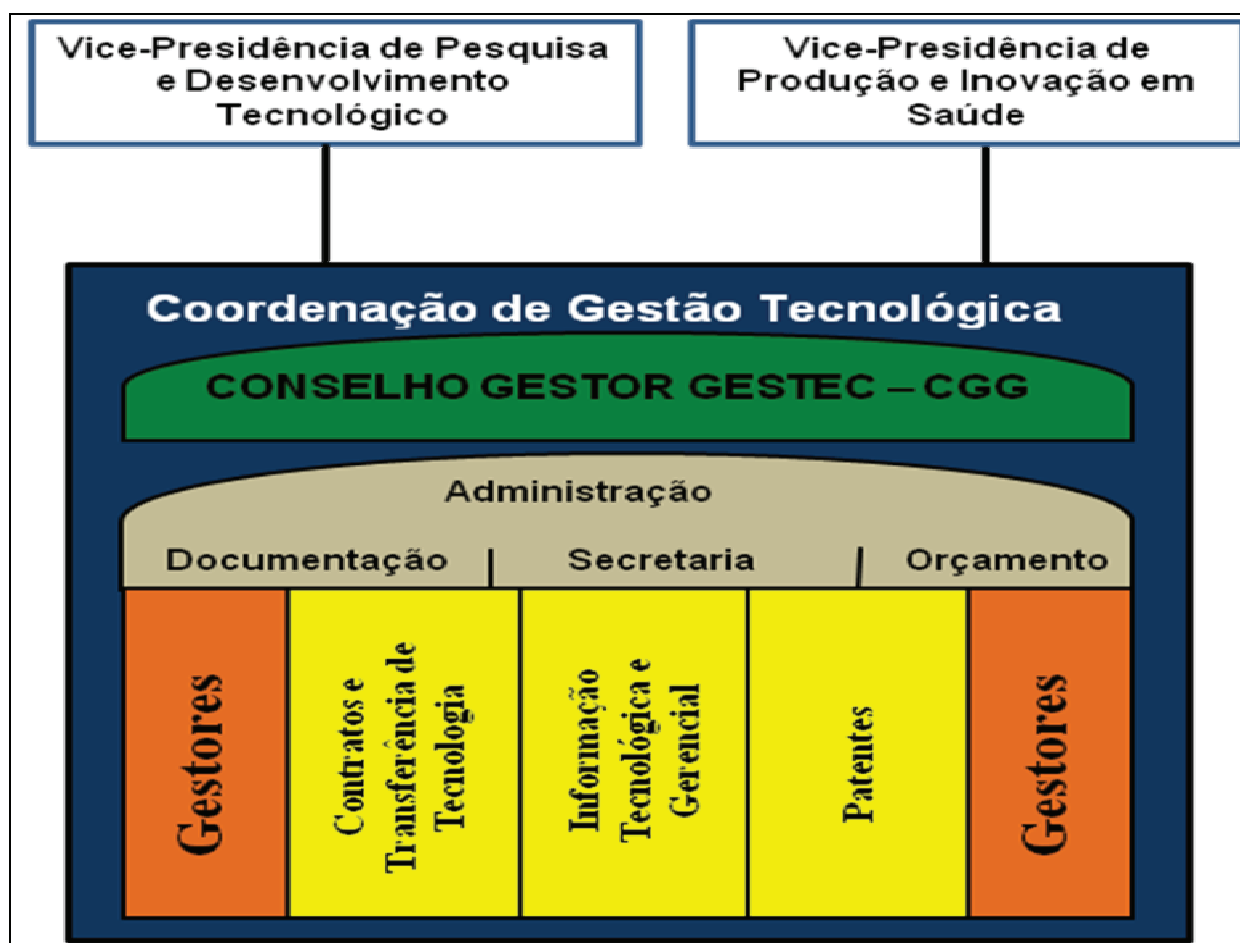 Vice-Presidência de Pesquisa
e Desenvolvimento
Tecnológico
Vice-Presidência de
Produção e Inovação em
Saúde
Coordenação de Gestão Tecnológica
CONSELHO GESTOR GESTEC – CGG
Administração
Documentação | Secretaria / Orçamento
Gestores
Contratos e
Transferência de
Tecnologia
Informação
Tecnológica e
Gerencial
Patentes
Gestores